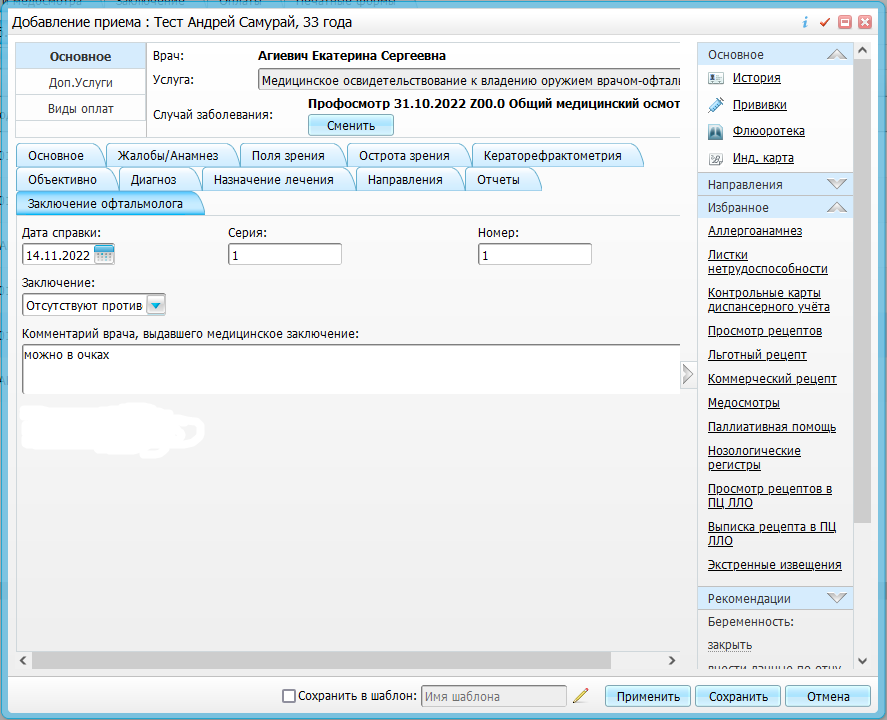 Добавление приема : Тест Андрей Самурай, 33 года
Основное
Доп.Услуги
Виды оплат
Врач:
Агиевич Екатерина Сергеевна
Услуга:
Медицинское освидетельствование к владению оружием врачом-офталь
Случай заболевания:
Профосмотр 31.10.2022 Z00.0 Общий медицинский осмот
Сменить
Основное
Жалобы/Анамнез
Поля зрения
Острота зрения
Кераторефрактометрия
Объективно
Диагноз
Назначение лечения
Направления
Отчеты
Заключение офтальмолога
Дата справки:
Серия:
Номер:
14.11.2022
1
1
Заключение:
Отсутствуют против
Комментарий врача, выдавшего медицинское заключение:
можно в очках
Основное
История
Прививки
Флюоротека
Инд. карта
Направления
Избранное
Аллергоанамнез
Листки
нетрудоспособности
Контрольные карты
диспансерного учёта
Просмотр рецептов
Льготный рецепт
Коммерческий рецепт
Медосмотры
Паллиативная помощь
Нозологические
регистры
Просмотр рецептов в
ПЦ ЛЛО
Выписка рецепта в ПЦ
ЛЛО
Экстренные извещения
Рекомендации
Беременность:
закрыть
внести данные по отну
Сохранить в шаблон:
Имя шаблона
Применить
Сохранить
Отмена